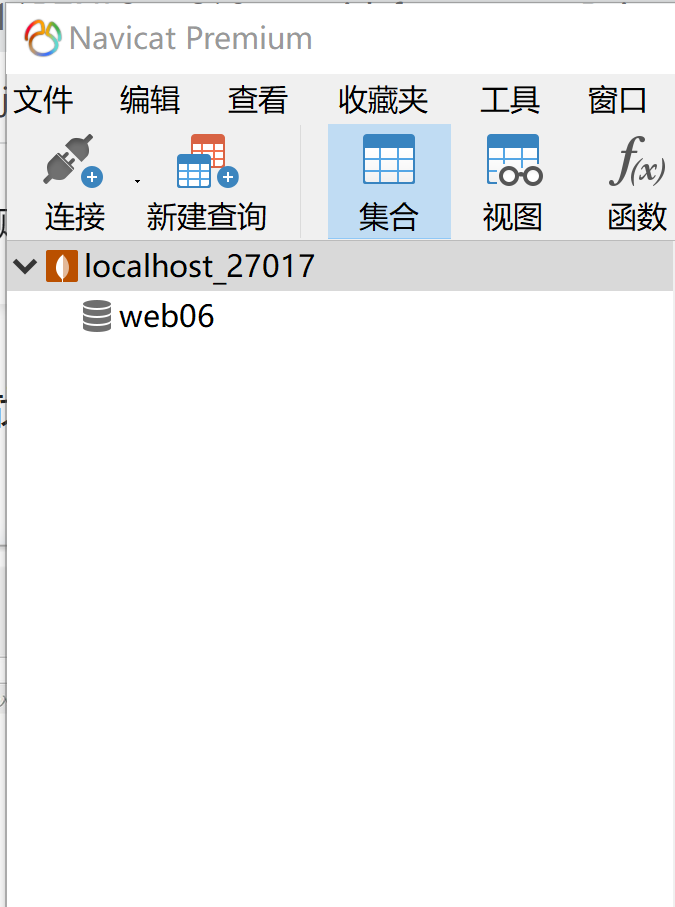 Navicat Premium
文件 编辑 查看 收藏夹 工具 窗口
连接 新建查询 集合 视图 函数
localhost_27017
web06